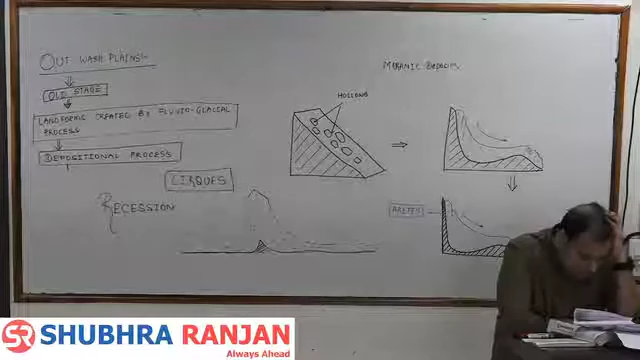 OUT WASH PLAINS:-
OLD STAGE
LANDFORMS CREATED BY FLUVIO-GLACIAL
PROCESS
DEPOSITIONAL PROCESS
CIRQUES
RECESSION
HOLLOWS
ARETES
SR SHUBHRA RANJAN
Always Ahead